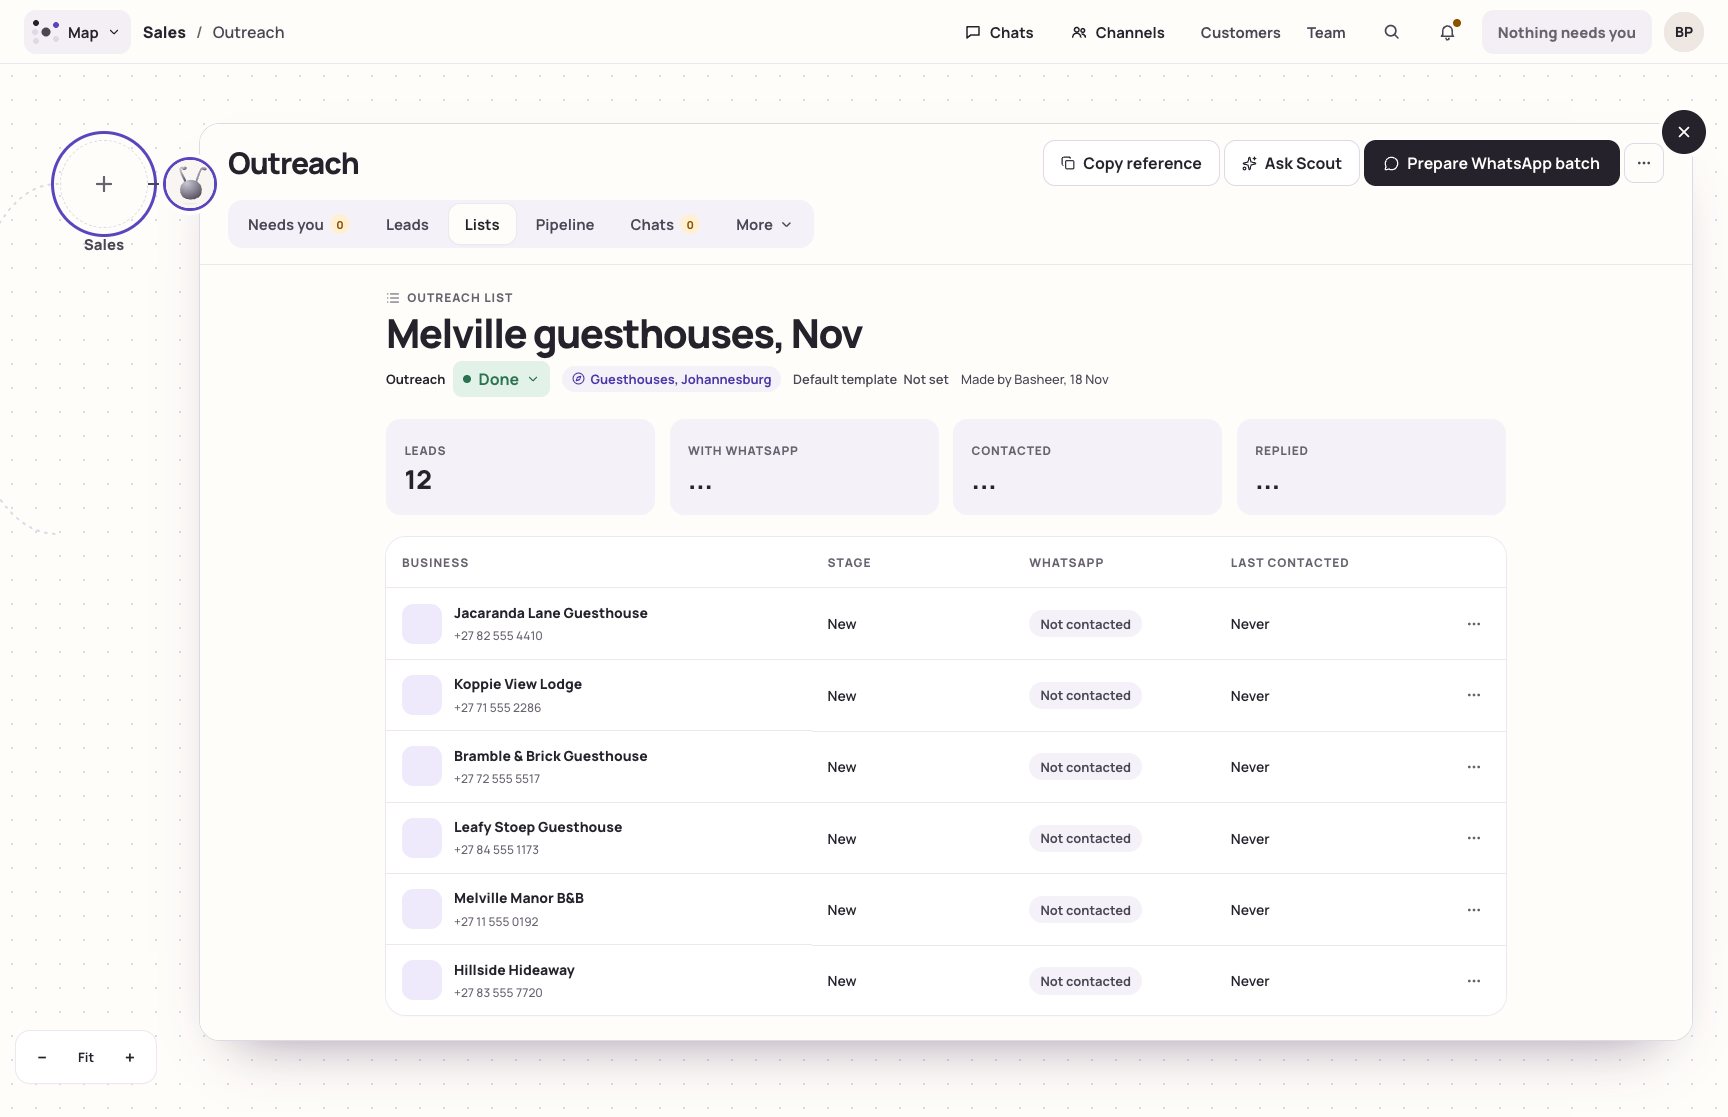 Map
Sales / Outreach
Chats
Channels
Customers
Team
Nothing needs you
BP
Sales
Outreach
Copy reference
Ask Scout
Prepare WhatsApp batch
Needs you 0
Leads
Lists
Pipeline
Chats 0
More
OUTREACH LIST
Melville guesthouses, Nov
Outreach
Done
Guesthouses, Johannesburg
Default template Not set
Made by Basheer, 18 Nov
LEADS
12
WITH WHATSAPP
...
CONTACTED
...
REPLIED
...
BUSINESS STAGE WHATSAPP LAST CONTACTED
Jacaranda Lane Guesthouse
+27 82 555 4410
New Not contacted Never
Koppie View Lodge
+27 71 555 2286
New Not contacted Never
Bramble & Brick Guesthouse
+27 72 555 5517
New Not contacted Never
Leafy Stoep Guesthouse
+27 84 555 1173
New Not contacted Never
Melville Manor B&B
+27 11 555 0192
New Not contacted Never
Hillside Hideaway
+27 83 555 7720
New Not contacted Never
− Fit +